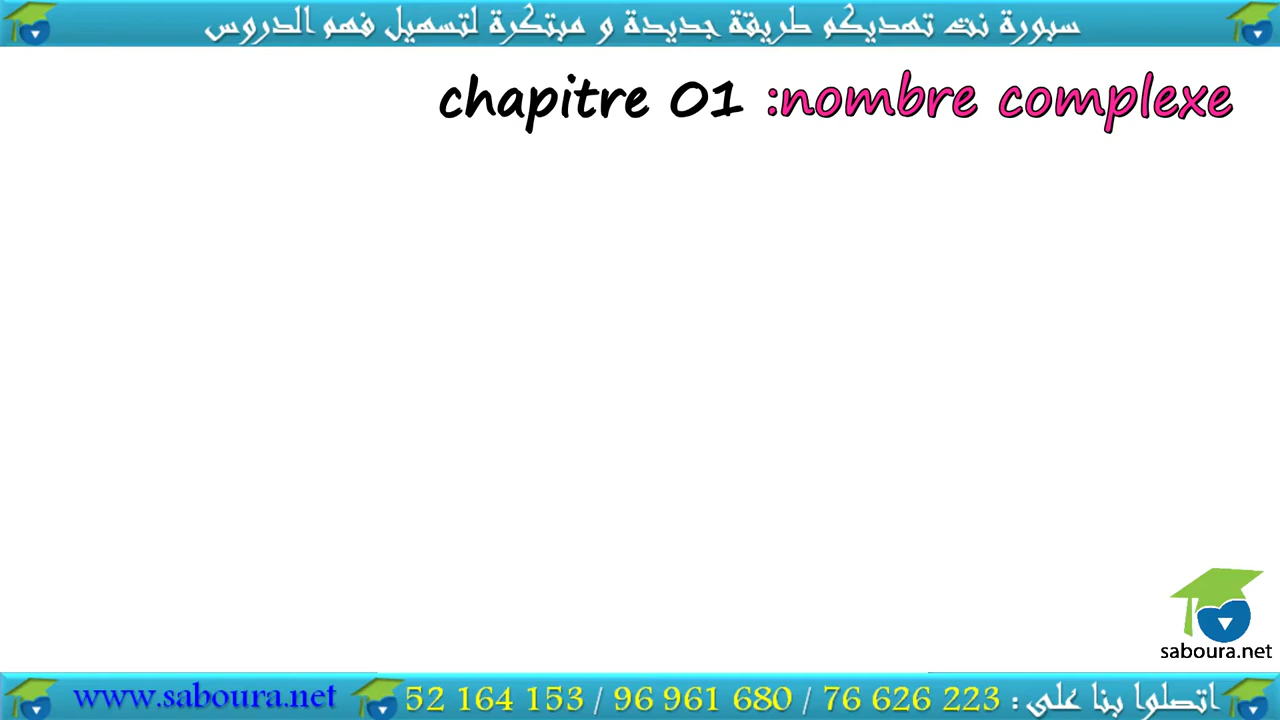 سبورة نت تهديكم طريقة جديدة و مبتكرة لتسهيل فهم الدروس
chapitre 01 :nombre complexe
saboura.net
www.saboura.net 52 164 153 / 96 961 680 / 76 626 223 اتصلوا بنا على :